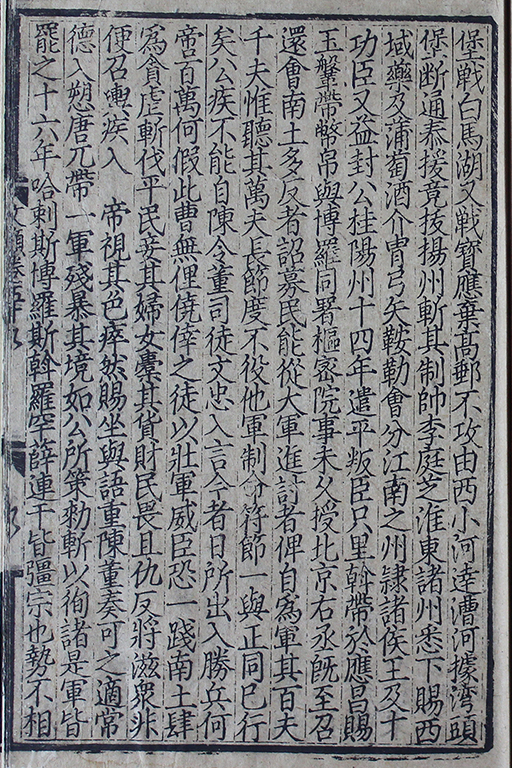 堡戰白馬湖又戰寳應棄高郵不攻由西小河達漕河據灣頭
堡斷通泰援竟拔揚州斬其制帥李庭芝淮東諸州悉下賜西
域藥及蒲萄酒介胄弓矢鞍勒會分江南之州隸諸侯王及十
功臣又益封公桂陽州十四年遣平叛臣只里斡帶於應昌賜
玉鞶帶幣帛與博羅同署樞密院事未幾授北京右丞旣至召
還會南土多反者詔募民能從大軍進討者俾自為軍其百夫
千夫惟聽其萬夫長節度不役他軍制命符節一與正同已行
矣公疾不能自陳令董司徒文忠入言今者日所出入勝兵何
啻百萬何假此曹無俚僥倖之徒以壯軍威臣恐一踐南土肆
為貪虐斬伐平民妾其婦女橐其貨財民畏且仇反將滋衆非
便召輿疾入 帝視其色瘁然賜坐與語重陳董奏可之適常
德入愬唐兀帶一軍殘暴其境如公所策勑斬以徇諸是軍皆
罷之十六年 哈剌斯博羅斯斡羅罕薛連干皆彊宗也勢不相